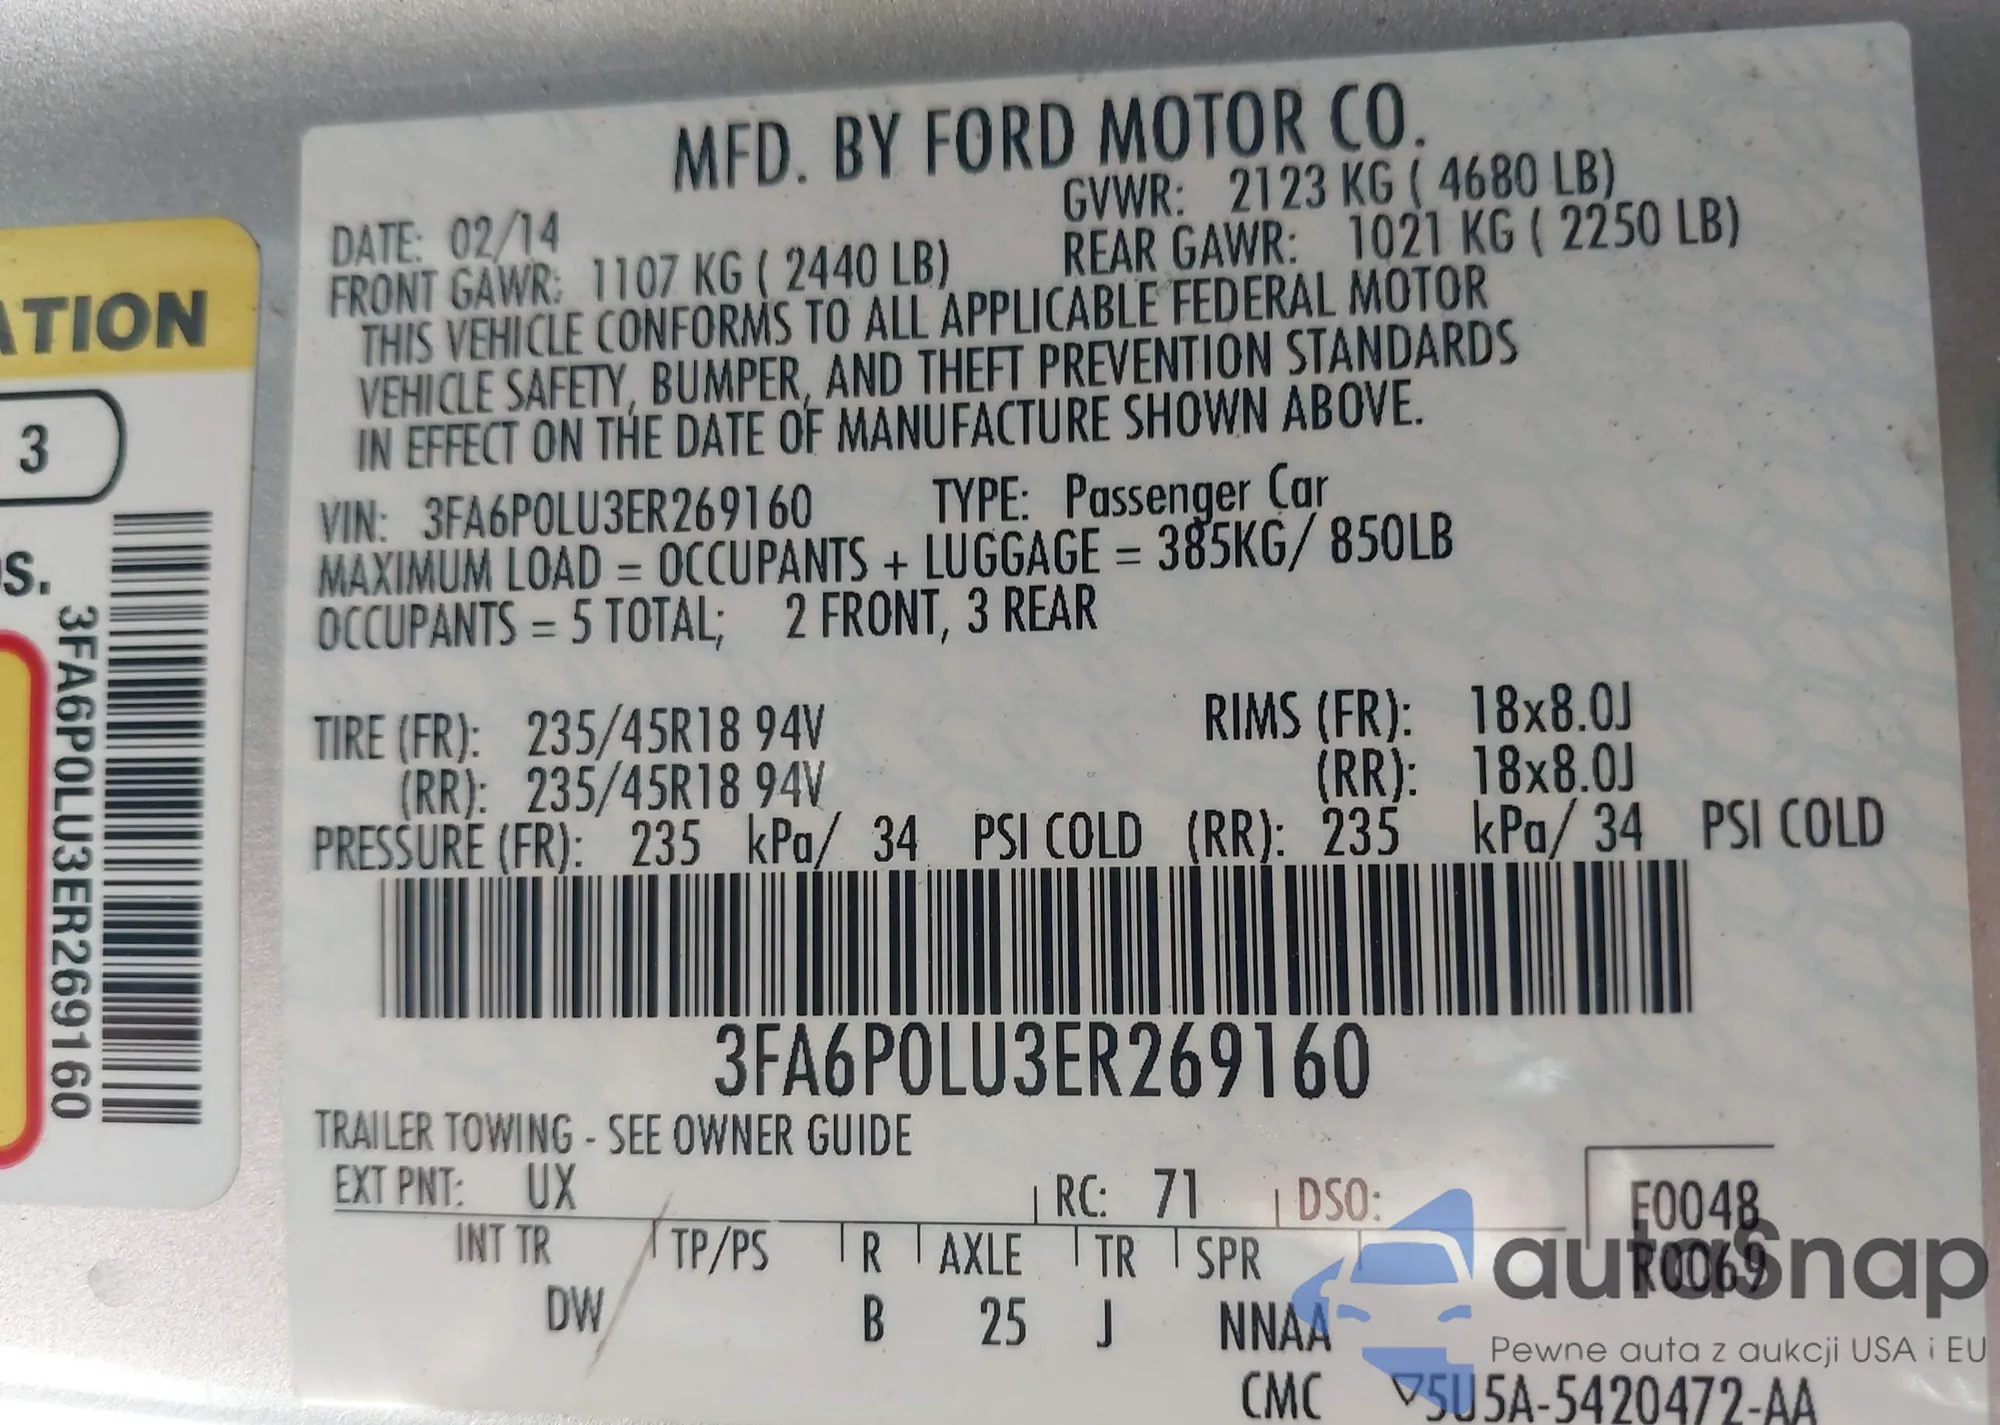 MFD. BY FORD MOTOR CO.
DATE: 02/14 GVWR: 2123 KG ( 4680 LB)
FRONT GAWR: 1107 KG ( 2440 LB) REAR GAWR: 1021 KG ( 2250 LB)
THIS VEHICLE CONFORMS TO ALL APPLICABLE FEDERAL MOTOR
VEHICLE SAFETY, BUMPER, AND THEFT PREVENTION STANDARDS
IN EFFECT ON THE DATE OF MANUFACTURE SHOWN ABOVE.
VIN: 3FA6P0LU3ER269160 TYPE: Passenger Car
MAXIMUM LOAD = OCCUPANTS + LUGGAGE = 385KG/ 850LB
OCCUPANTS = 5 TOTAL; 2 FRONT, 3 REAR
TIRE (FR): 235/45R18 94V RIMS (FR): 18x8.0J
(RR): 235/45R18 94V (RR): 18x8.0J
PRESSURE (FR): 235 kPa/ 34 PSI COLD (RR): 235 kPa/ 34 PSI COLD
3FA6P0LU3ER269160
TRAILER TOWING - SEE OWNER GUIDE
EXT PNT: UX RC: 71 DSO: F0048
R0069
INT TR TP/PS R AXLE TR SPR
DW B 25 J NNAA
CMC 5U5A-5420472-AA
ATION
3
S.
3FA6P0LU3ER269160
autoSnap
Pewne auta z aukcji USA i EU